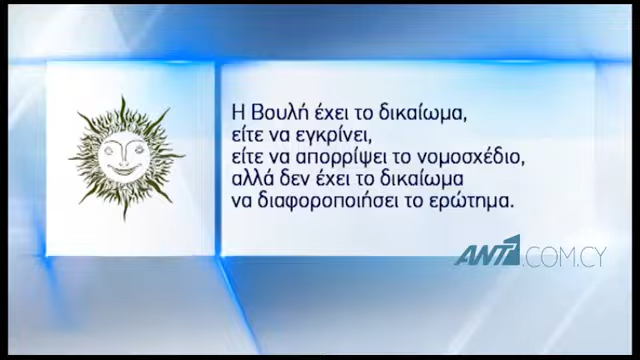 Η Βουλή έχει το δικαίωμα,
είτε να εγκρίνει,
είτε να απορρίψει το νομοσχέδιο,
αλλά δεν έχει το δικαίωμα
να διαφοροποιήσει το ερώτημα.
ΑΝΤ1.COM.CY